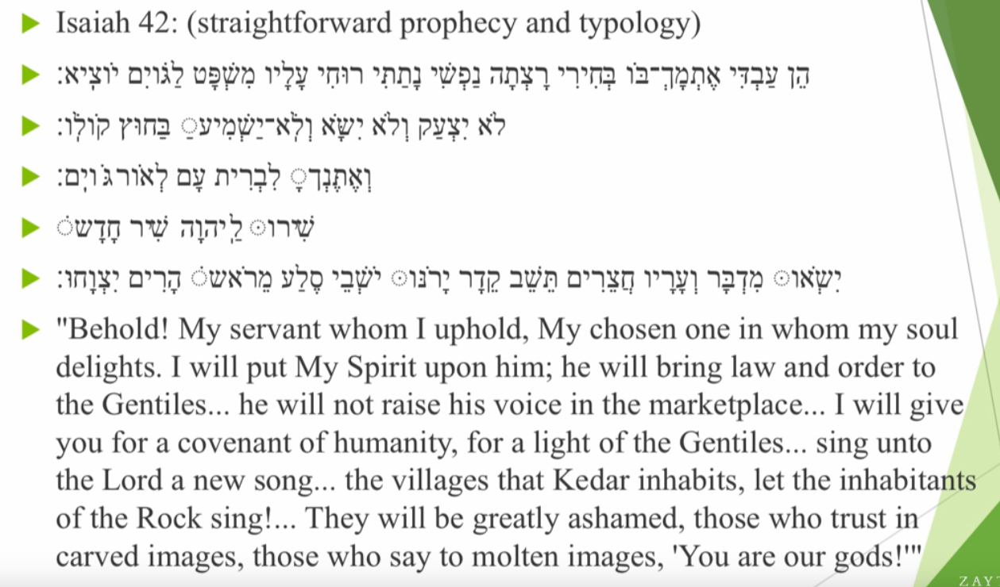 Isaiah 42: (straightforward prophecy and typology)
הֵן עַבְדִּי אֶתְמָךְ־בּוֹ בְּחִירִי רָצְתָה נַפְשִׁי נָתַתִּי רוּחִי עָלָיו מִשְׁפָּט לַגּוֹיִם יוֹצִיא׃
לֹא יִצְעַק וְלֹא יִשָּׂא וְלֹא־יַשְׁמִיעַ בַּחוּץ קוֹלוֹ׃
וְאֶתֶּנְךָ לִבְרִית עָם לְאוֹר גּוֹיִם׃
שִׁירוּ לַיהוָה שִׁיר חָדָשׁ
יִשְׂאוּ מִדְבָּר וְעָרָיו חֲצֵרִים תֵּשֵׁב קֵדָר יָרֹנּוּ יֹשְׁבֵי סֶלַע מֵרֹאשׁ הָרִים יִצְוָחוּ׃
"Behold! My servant whom I uphold, My chosen one in whom my soul
delights. I will put My Spirit upon him; he will bring law and order to
the Gentiles... he will not raise his voice in the marketplace... I will give
you for a covenant of humanity, for a light of the Gentiles... sing unto
the Lord a new song... the villages that Kedar inhabits, let the inhabitants
of the Rock sing!... They will be greatly ashamed, those who trust in
carved images, those who say to molten images, 'You are our gods!'"